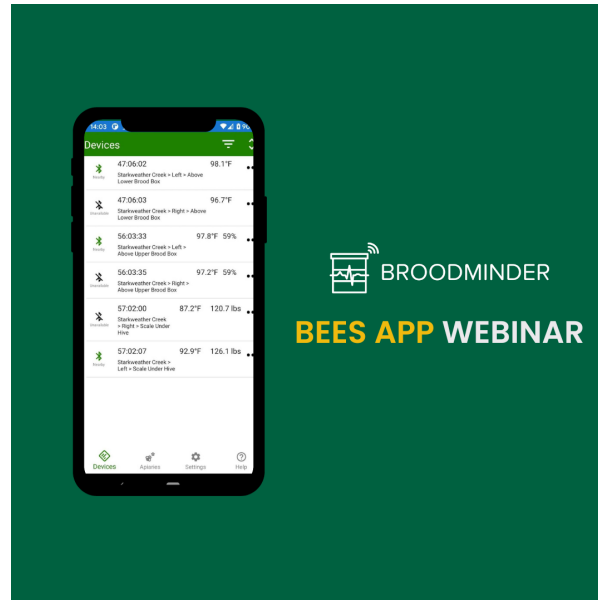 14:03
Devices
47:06:02 98.1°F
Starkweather Creek > Left > Above
Lower Brood Box
47:06:03 96.7°F
Starkweather Creek > Right > Above
Lower Brood Box
56:03:33 97.8°F 59%
Starkweather Creek > Left >
Above Upper Brood Box
56:03:35 97.2°F 59%
Starkweather Creek > Right >
Above Upper Brood Box
57:02:00 87.2°F 120.7 lbs
Starkweather Creek
> Right > Scale Under
Hive
57:02:07 92.9°F 126.1 lbs
Starkweather Creek >
Left > Scale Under Hive
Devices Apiaries Settings Help
BROODMINDER
BEES APP WEBINAR